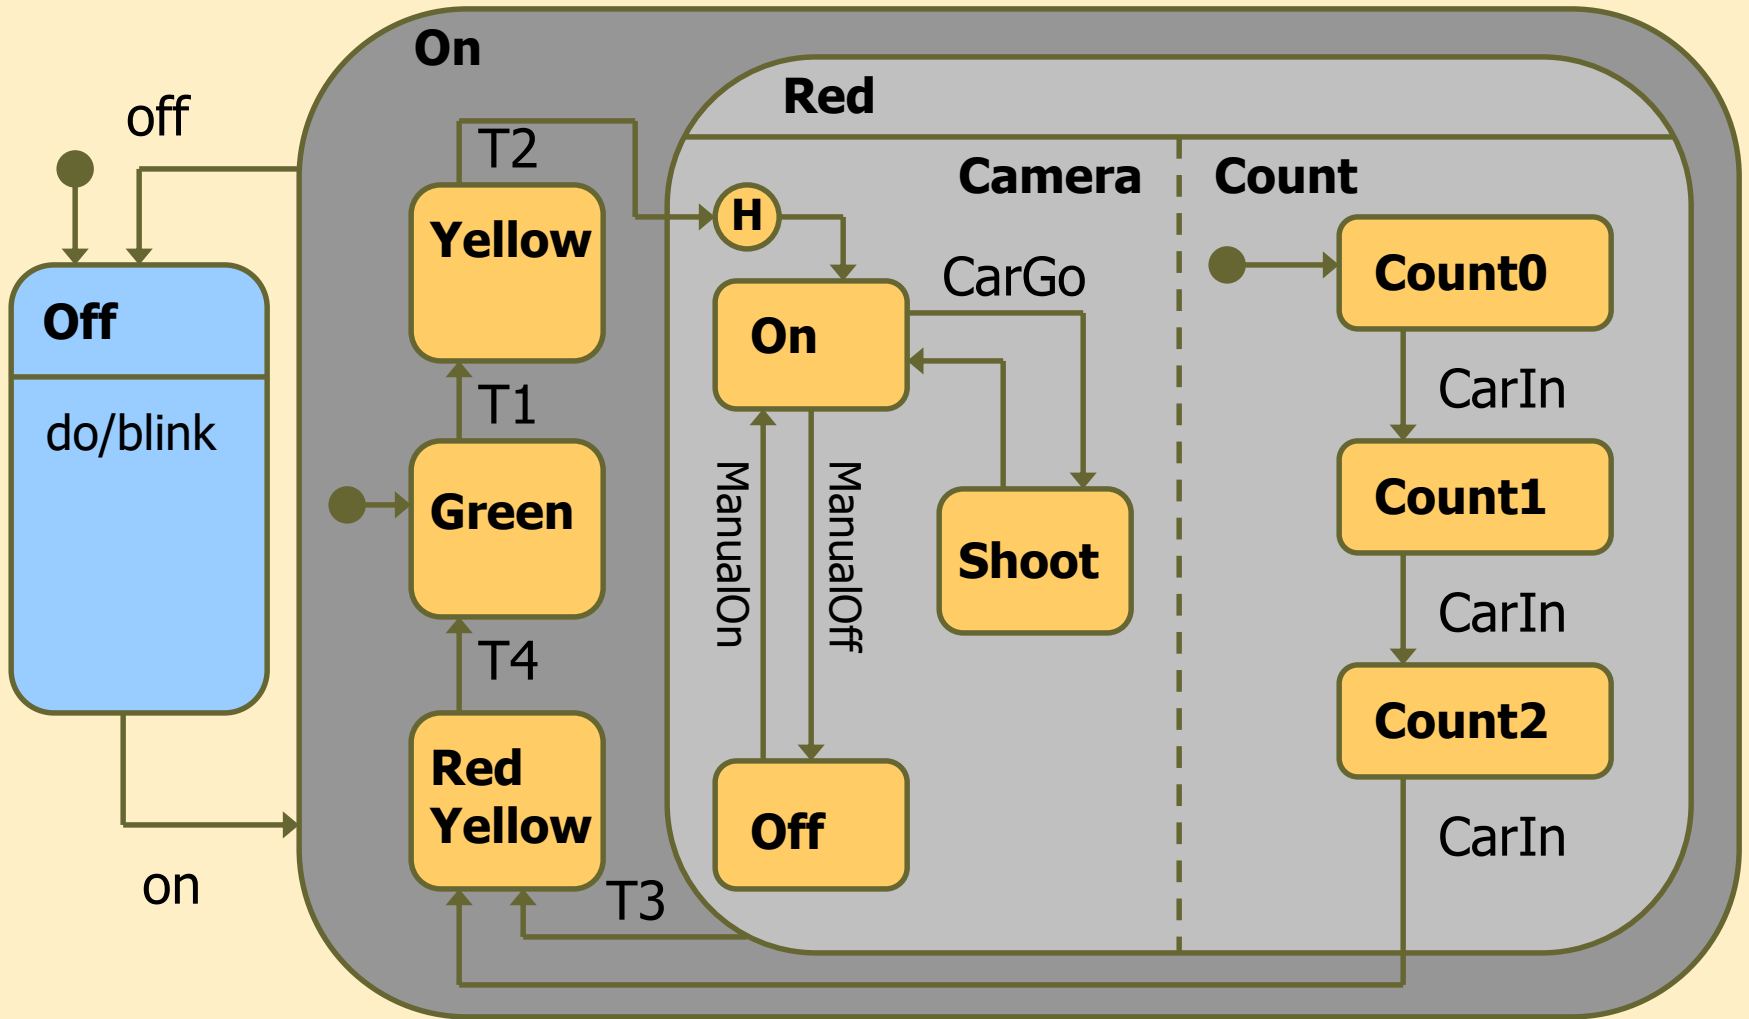 On
Red
off
T2
Camera
Count
H
Yellow
CarGo
Count0
Off
On
T1
CarIn
do/blink
Green
ManualOn
ManualOff
Shoot
Count1
T4
CarIn
Red
Yellow
Off
Count2
on
T3
CarIn